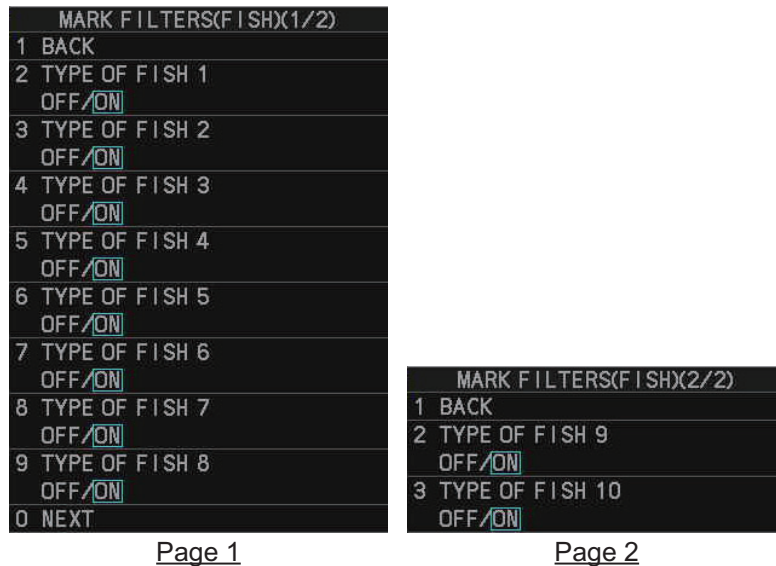 MARK FILTERS(FISH)(1/2)
1 BACK
2 TYPE OF FISH 1
OFF/ON
3 TYPE OF FISH 2
OFF/ON
4 TYPE OF FISH 3
OFF/ON
5 TYPE OF FISH 4
OFF/ON
6 TYPE OF FISH 5
OFF/ON
7 TYPE OF FISH 6
OFF/ON
8 TYPE OF FISH 7
OFF/ON
9 TYPE OF FISH 8
OFF/ON
0 NEXT
Page 1
MARK FILTERS(FISH)(2/2)
1 BACK
2 TYPE OF FISH 9
OFF/ON
3 TYPE OF FISH 10
OFF/ON
Page 2